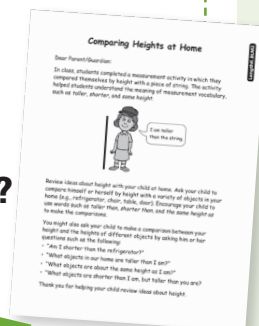 Comparing Heights at Home
Dear Parent/Guardian:
In class, students completed a measurement activity in which they
compared themselves by height with a piece of string. The activity
helped students understand the meaning of measurement vocabulary,
such as taller, shorter, and same height.
I am taller
than the string.
?
Review ideas about height with your child at home. Ask your child to
compare himself or herself by height with a variety of objects in your
home (e.g., refrigerator, chair, table, door). Encourage your child to
use words such as taller than, shorter than, and the same height as
to make the comparisons.
You might also ask your child to make a comparison between your
height and the heights of different objects by asking him or her
questions such as the following:
• "Am I shorter than the refrigerator?"
• "What objects in our home are taller than I am?"
• "What objects are about the same height as I am?"
• "What objects are shorter than I am, but taller than you are?"
Thank you for helping your child review ideas about height.